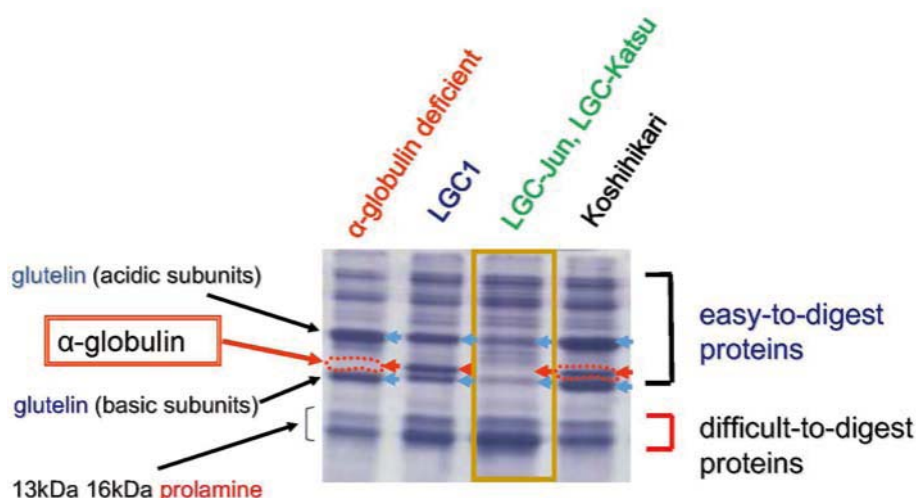 α-globulin deficient
LGC1
LGC-Jun, LGC-Katsu
Koshihikari
glutelin (acidic subunits)
α-globulin
glutelin (basic subunits)
13kDa 16kDa prolamine
easy-to-digest
proteins
difficult-to-digest
proteins